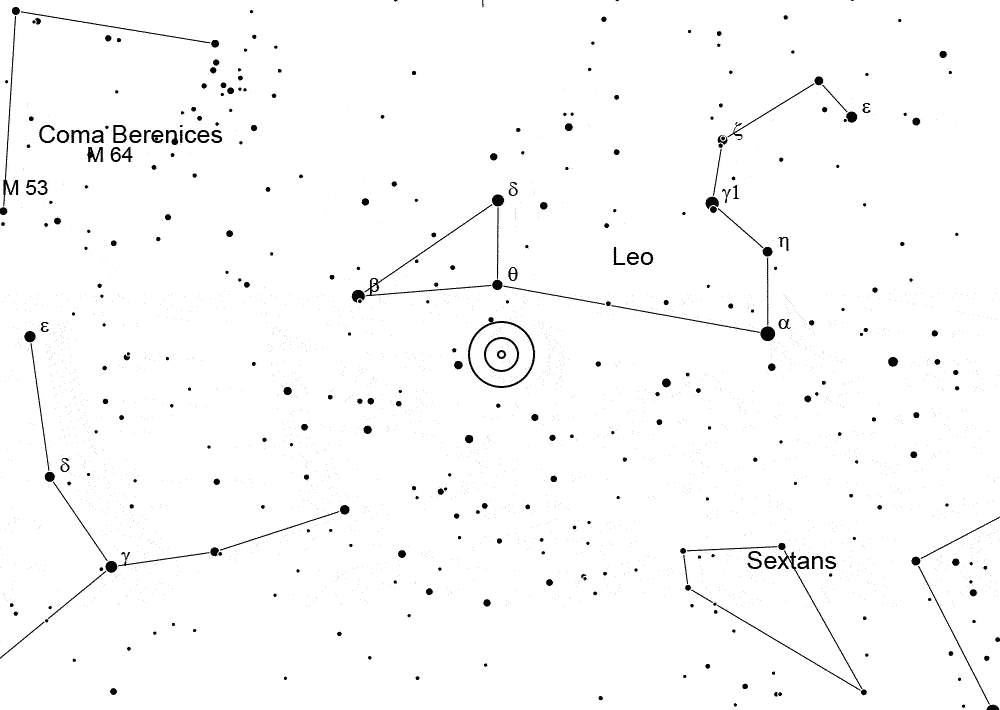 ε
ζ
Coma Berenices
M 64
M 53
δ
γ1
η
Leo
θ
β
α
ε
δ
γ
Sextans